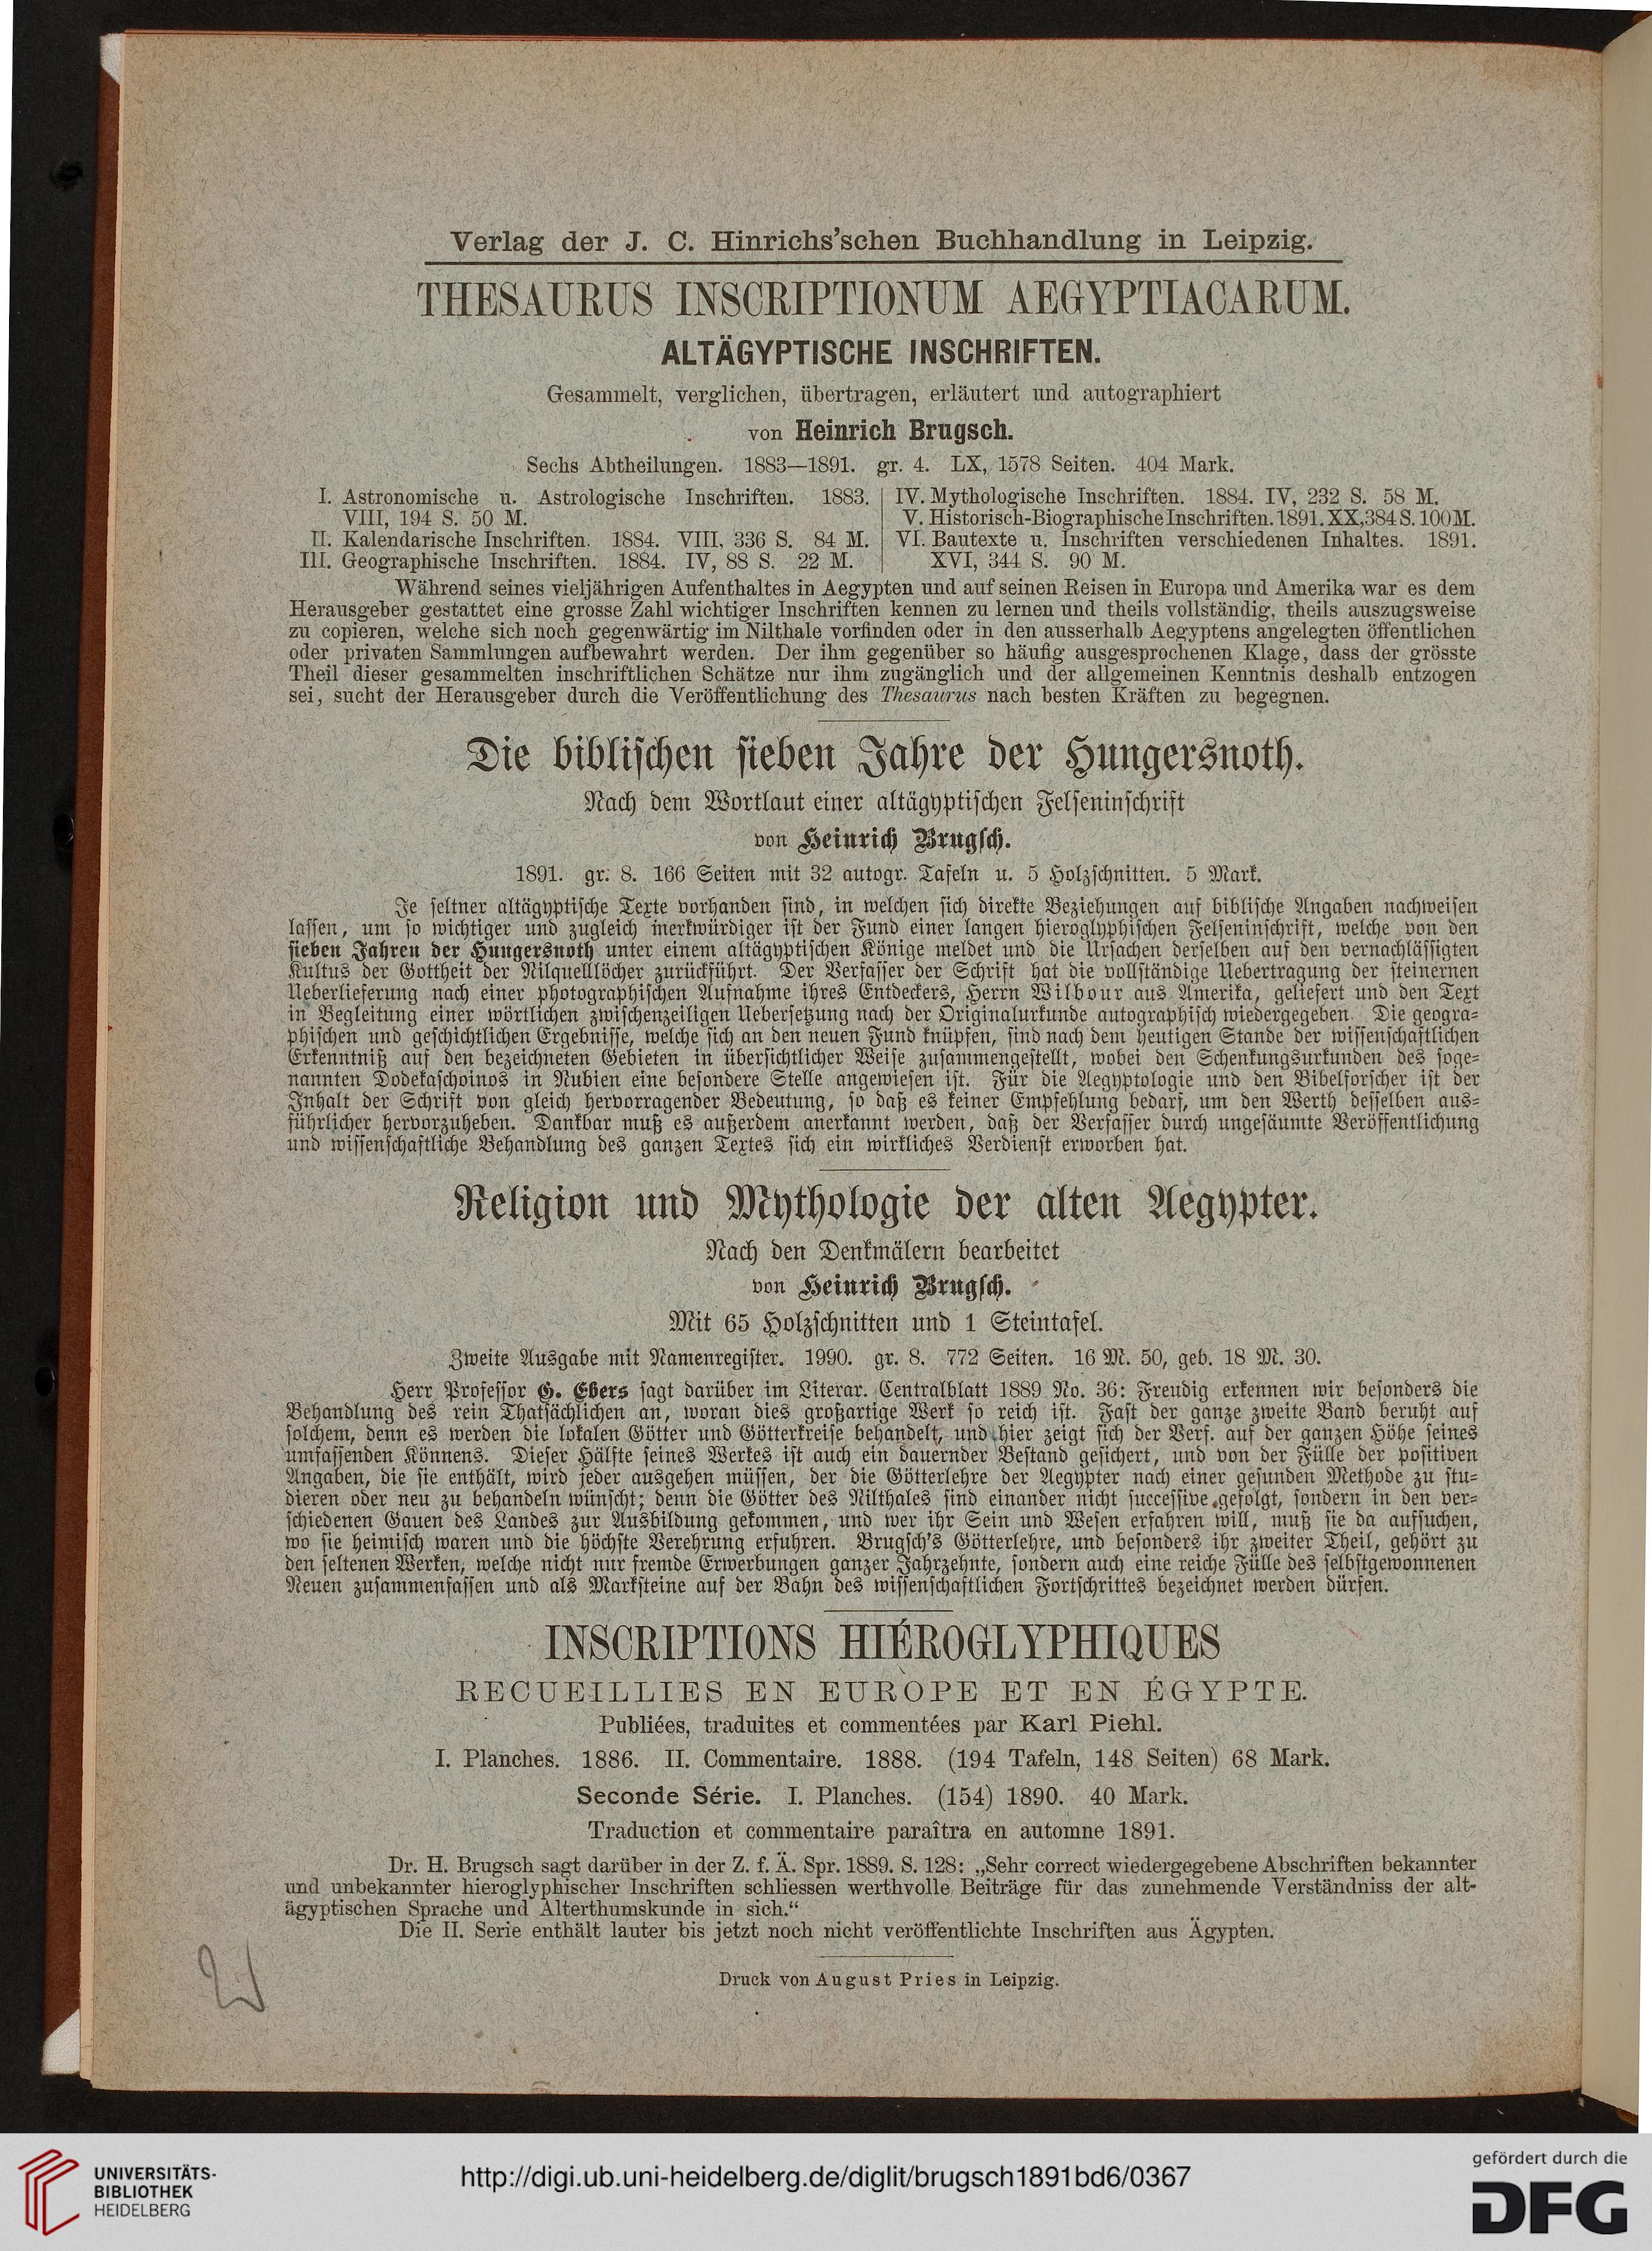 Verlag der J. C. Hinrichs'schen Buchhandlung in Leipzig.
THESAURUS INSCRIPTIONUM AEGYPTIACARUM.
ALTÄGYPTISCHE INSCHRIFTEN.
Gesammelt, verglichen, übertragen, erläutert und autographiert
von Heinrich Brugsch.
Sechs Abtheilungen. 1883—1891. gr. 4. LX, 1578 Seiten. 404 Mark.
I. Astronomische u. Astrologische Inschriften. 1883.
VIII, 194 S. 50 M.
II. Kalendarische Inschriften. 1884. VIII, 336 S. 84 M.
III. Geographische Inschriften. 1884. IV, 88 S. 22 M.
IV. Mythologische Inschriften. 1884. IV, 232 S. 58 M.
V. Historisch-Biographische Inschriften. 1891. XX, 384 S. 100 M.
VI. Bautexte u. Inschriften verschiedenen Inhaltes. 1891.
XVI, 344 S. 90 M.
Während seines vieljährigen Aufenthaltes in Aegypten und auf seinen Reisen in Europa und Amerika war es dem
Herausgeber gestattet eine grosse Zahl wichtiger Inschriften kennen zu lernen und theils vollständig, theils auszugsweise
zu copieren, welche sich noch gegenwärtig im Nilthale vorfinden oder in den ausserhalb Aegyptens angelegten öffentlichen
oder privaten Sammlungen aufbewahrt werden. Der ihm gegenüber so häufig ausgesprochenen Klage, dass der grösste
Theil dieser gesammelten inschriftlichen Schätze nur ihm zugänglich und der allgemeinen Kenntnis deshalb entzogen
sei, sucht der Herausgeber durch die Veröffentlichung des Thesaurus nach besten Kräften zu begegnen.
Die biblischen sieben Jahre der Hungersnoth.
Nach dem Wortlaut einer altägyptischen Felseninschrift
von Heinrich Brugsch.
1891. gr. 8. 166 Seiten mit 32 autogr. Tafeln u. 5 Holzschnitten. 5 Mark.
Je seltner altägyptische Texte vorhanden sind, in welchen sich direkte Beziehungen auf biblische Angaben nachweisen
lassen, um so wichtiger und zugleich merkwürdiger ist der Fund einer langen hieroglyphischen Felseninschrift, welche von den
sieben Jahren der Hungersnoth unter einem altägyptischen Könige meldet und die Ursachen derselben auf den vernachlässigten
Kultus der Gottheit der Nilquelllöcher zurückführt. Der Verfasser der Schrift hat die vollständige Uebertragung der steinernen
Ueberlieferung nach einer photographischen Aufnahme ihres Entdeckers, Herrn Wilbour aus Amerika, geliefert und den Text
in Begleitung einer wörtlichen zwischenzeiligen Uebersetzung nach der Originalurkunde autographisch wiedergegeben. Die geogra-
phischen und geschichtlichen Ergebnisse, welche sich an den neuen Fund knüpfen, sind nach dem heutigen Stande der wissenschaftlichen
Erkenntniß auf den bezeichneten Gebieten in übersichtlicher Weise zusammengestellt, wobei den Schenkungsurkunden des soge-
nannten Dodekaschoinos in Nubien eine besondere Stelle angewiesen ist. Für die Aegyptologie und den Bibelforscher ist der
Inhalt der Schrift von gleich hervorragender Bedeutung, so daß es keiner Empfehlung bedarf, um den Werth desselben aus-
führlicher hervorzuheben. Dankbar muß es außerdem anerkannt werden, daß der Verfasser durch ungesäumte Veröffentlichung
und wissenschaftliche Behandlung des ganzen Textes sich ein wirkliches Verdienst erworben hat.
Religion und Mythologie der alten Aegypter.
Nach den Denkmälern bearbeitet
von Heinrich Brugsch.
Mit 65 Holzschnitten und 1 Steintafel.
Zweite Ausgabe mit Namenregister. 1990. gr. 8. 772 Seiten. 16 M. 50, geb. 18 M. 30.
Herr Professor G. Ebers sagt darüber im Literar. Centralblatt 1889 No. 36: Freudig erkennen wir besonders die
Behandlung des rein Thatsächlichen an, woran dies großartige Werk so reich ist. Fast der ganze zweite Band beruht auf
solchem, denn es werden die lokalen Götter und Götterkreise behandelt, und hier zeigt sich der Verf. auf der ganzen Höhe seines
umfassenden Könnens. Dieser Hälfte seines Werkes ist auch ein dauernder Bestand gesichert, und von der Fülle der positiven
Angaben, die sie enthält, wird jeder ausgehen müssen, der die Götterlehre der Aegypter nach einer gesunden Methode zu stu-
dieren oder neu zu behandeln wünscht; denn die Götter des Nilthales sind einander nicht successive gefolgt, sondern in den ver-
schiedenen Gauen des Landes zur Ausbildung gekommen, und wer ihr Sein und Wesen erfahren will, muß sie da aufsuchen,
wo sie heimisch waren und die höchste Verehrung erfuhren. Brugsch's Götterlehre, und besonders ihr zweiter Theil, gehört zu
den seltenen Werken, welche nicht nur fremde Erwerbungen ganzer Jahrzehnte, sondern auch eine reiche Fülle des selbstgewonnenen
Neuen zusammenfassen und als Marksteine auf der Bahn des wissenschaftlichen Fortschrittes bezeichnet werden dürfen.
INSCRIPTIONS HIÉROGLYPHIQUES
RECUEILLIES EN EUROPE ET EN ÉGYPTE.
Publiées, traduites et commentées par Karl Piehl.
I. Planches. 1886. II. Commentaire. 1888. (194 Tafeln, 148 Seiten) 68 Mark.
Seconde Série. I. Planches. (154) 1890. 40 Mark.
Traduction et commentaire paraîtra en automne 1891.
Dr. H. Brugsch sagt darüber in der Z. f. Ä. Spr. 1889. S. 128: „Sehr correct wiedergegebene Abschriften bekannter
und unbekannter hieroglyphischer Inschriften schliessen werthvolle Beiträge für das zunehmende Verständniss der alt-
ägyptischen Sprache und Alterthumskunde in sich.“
Die II. Serie enthält lauter bis jetzt noch nicht veröffentlichte Inschriften aus Ägypten.
Druck von August Pries in Leipzig.
UNIVERSITÄTS-
BIBLIOTHEK
HEIDELBERG
http://digi.ub.uni-heidelberg.de/diglit/brugsch1891bd6/0367
gefördert durch die
DFG